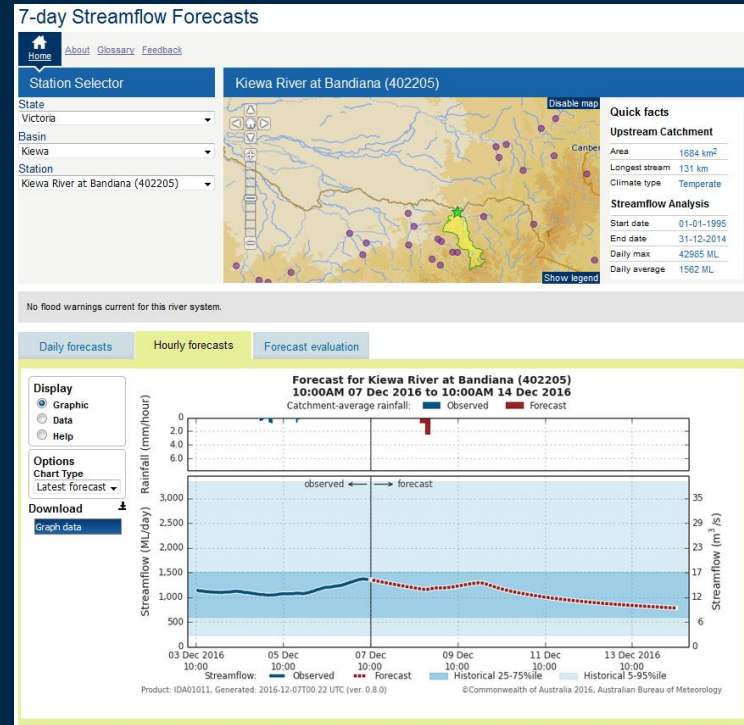 7-day Streamflow Forecasts
Home About Glossary Feedback
Station Selector
State
Victoria
Basin
Kiewa
Station
Kiewa River at Bandiana (402205)
Kiewa River at Bandiana (402205)
Disable map
Canber
Show legend
Quick facts
Upstream Catchment
Area 1684 km2
Longest stream 131 km
Climate type Temperate
Streamflow Analysis
Start date 01-01-1995
End date 31-12-2014
Daily max 42985 ML
Daily average 1562 ML
No flood warnings current for this river system.
Daily forecasts Hourly forecasts Forecast evaluation
Display
Graphic
Data
Help
Options
Chart Type
Latest forecast
Download
Graph data
Forecast for Kiewa River at Bandiana (402205)
10:00AM 07 Dec 2016 to 10:00AM 14 Dec 2016
Catchment-average rainfall: Observed Forecast
Rainfall (mm/hour)
0
2.0
4.0
6.0
observed forecast
Streamflow (ML/day)
3,000
2,500
2,000
1,500
1,000
500
0
35
29
23
17
12
6
0
Streamflow (m3/s)
03 Dec 2016 05 Dec 07 Dec 09 Dec 11 Dec 13 Dec 2016
10:00 10:00 10:00 10:00 10:00 10:00
Streamflow: Observed Forecast Historical 25-75%ile Historical 5-95%ile
Product: IDA01011, Generated: 2016-12-07T00:22 UTC (ver. 0.8.0) ©Commonwealth of Australia 2016, Australian Bureau of Meteorology